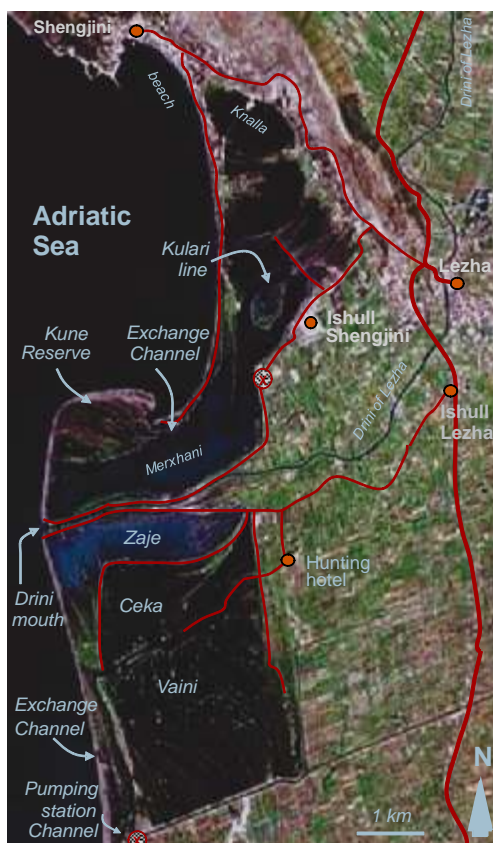 Shengjini
beach
Knalla
Drini of Lezha
Adriatic
Sea
Kulari
line
Lezha
Ishull
Shengjini
Kune
Reserve
Exchange
Channel
Ishull
Lezha
Drini of Lezha
Merxhani
Zaje
Hunting
hotel
Drini
mouth
Ceka
Vaini
Exchange
Channel
Pumping
station
Channel
N
1 km